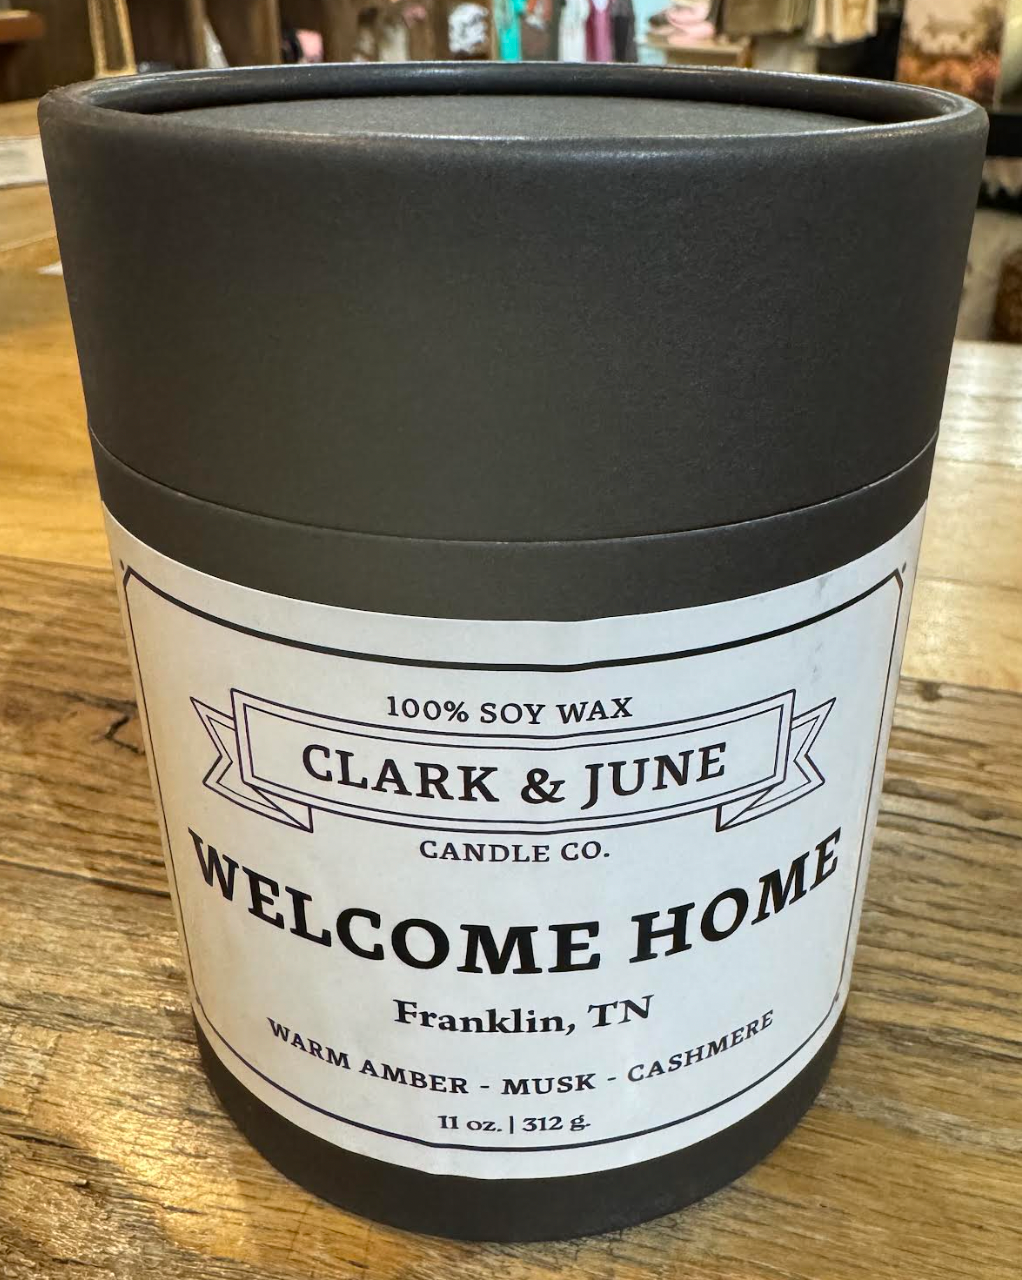 100% SOY WAX
CLARK & JUNE
CANDLE CO.
WELCOME HOME
Franklin, TN
WARM AMBER - MUSK - CASHMERE
11 oz. | 312 g.